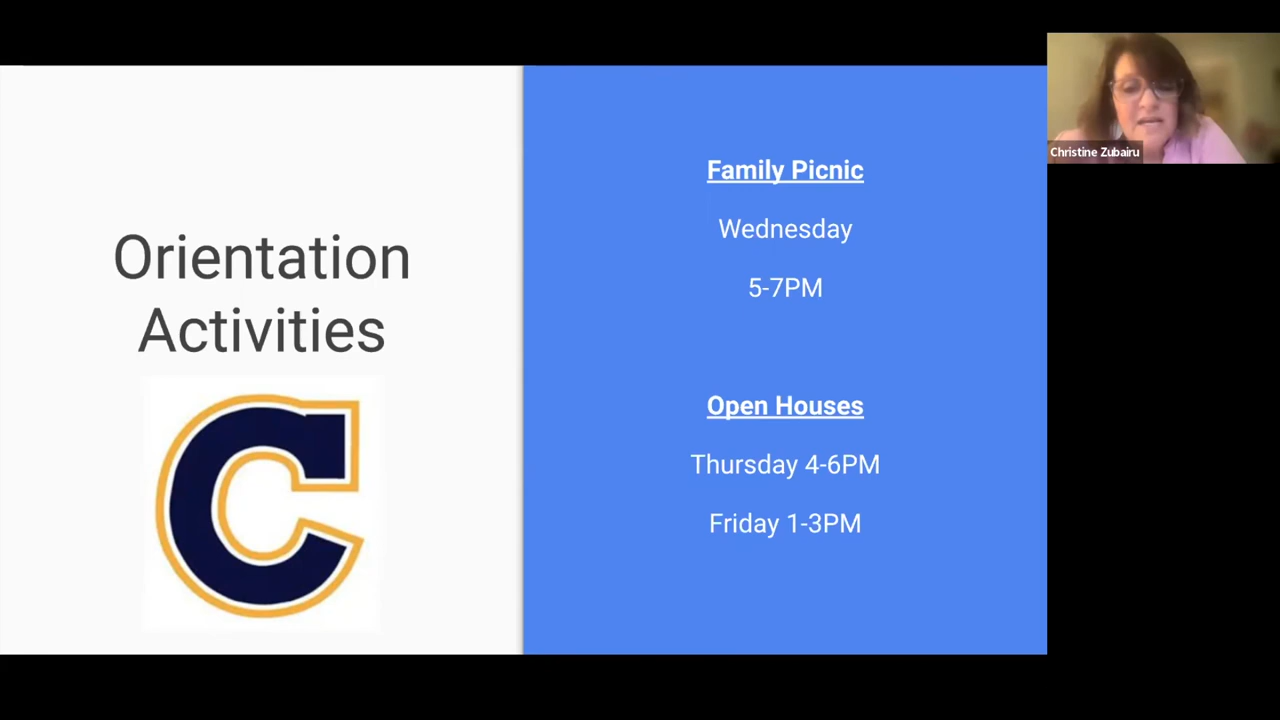 Orientation
Activities
C
Family Picnic
Wednesday
5-7PM
Open Houses
Thursday 4-6PM
Friday 1-3PM
Christine Zubairu